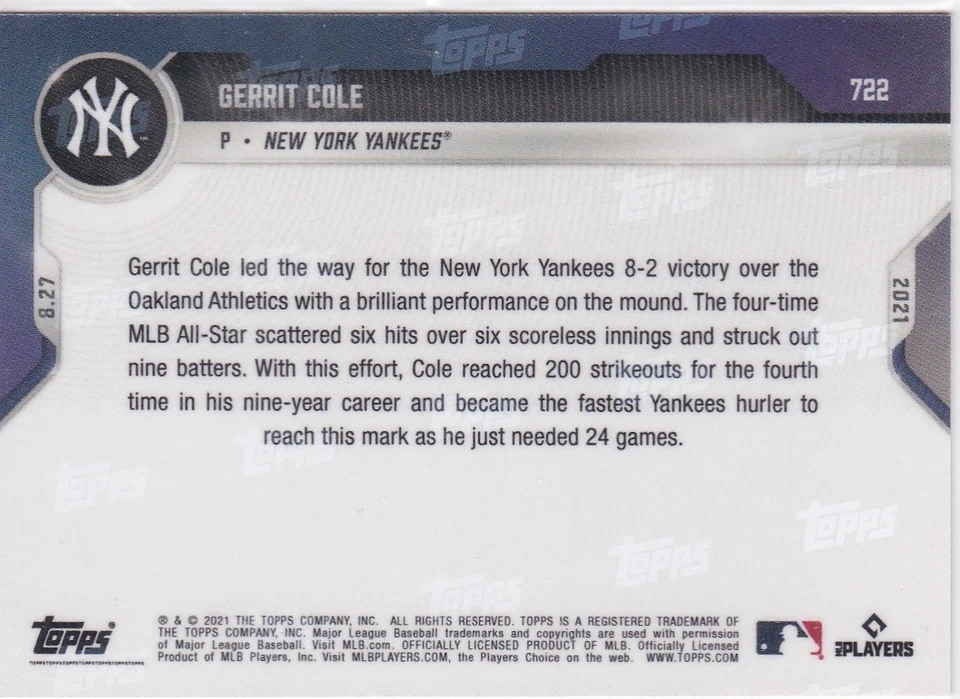 GERRIT COLE
722
P • NEW YORK YANKEES®
8.27
2021
Gerrit Cole led the way for the New York Yankees 8-2 victory over the
Oakland Athletics with a brilliant performance on the mound. The four-time
MLB All-Star scattered six hits over six scoreless innings and struck out
nine batters. With this effort, Cole reached 200 strikeouts for the fourth
time in his nine-year career and became the fastest Yankees hurler to
reach this mark as he just needed 24 games.
Topps®
® & © 2021 THE TOPPS COMPANY, INC. ALL RIGHTS RESERVED. TOPPS IS A REGISTERED TRADEMARK OF
THE TOPPS COMPANY, INC. Major League Baseball trademarks and copyrights are used with permission
of Major League Baseball. Visit MLB.com. OFFICIALLY LICENSED PRODUCT OF MLB. Officially Licensed
Product of MLB Players, Inc. Visit MLBPLAYERS.COM, the Players Choice on the web. WWW.TOPPS.COM
PLAYERS